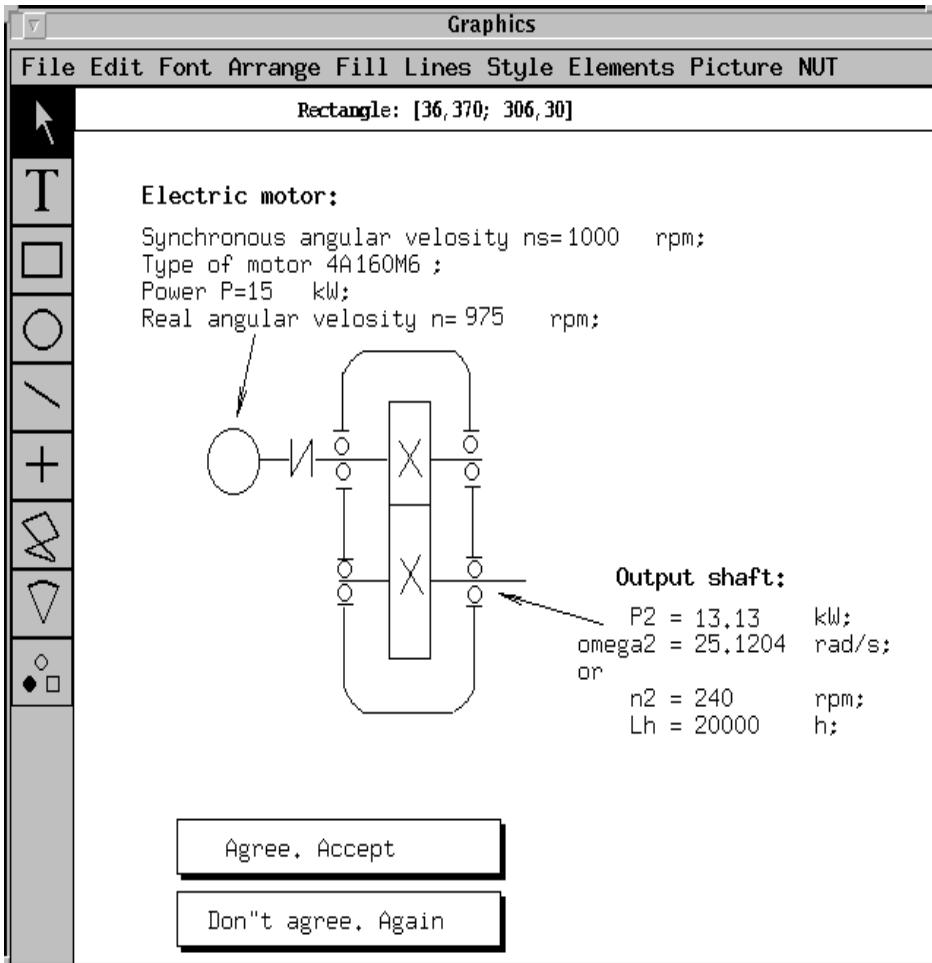 Graphics
File Edit Font Arrange Fill Lines Style Elements Picture NUT
Rectangle: [36,370; 306,30]
T
Electric motor:
Synchronous angular velosity ns= 1000 rpm;
Type of motor 4A160M6 ;
Power P=15 kW;
Real angular velosity n= 975 rpm;
Output shaft:
P2 = 13.13 kW;
omega2 = 25.1204 rad/s;
or
n2 = 240 rpm;
Lh = 20000 h;
Agree. Accept
Don"t agree. Again